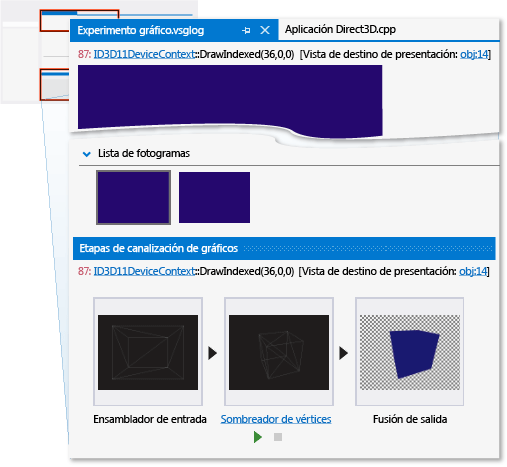 Experimento gráfico.vsglog
Aplicación Direct3D.cpp
87: ID3D11DeviceContext::DrawIndexed(36,0,0) [Vista de destino de presentación: obj:14]
Lista de fotogramas
Etapas de canalización de gráficos
87: ID3D11DeviceContext::DrawIndexed(36,0,0) [Vista de destino de presentación: obj:14]
Ensamblador de entrada
Sombreador de vértices
Fusión de salida